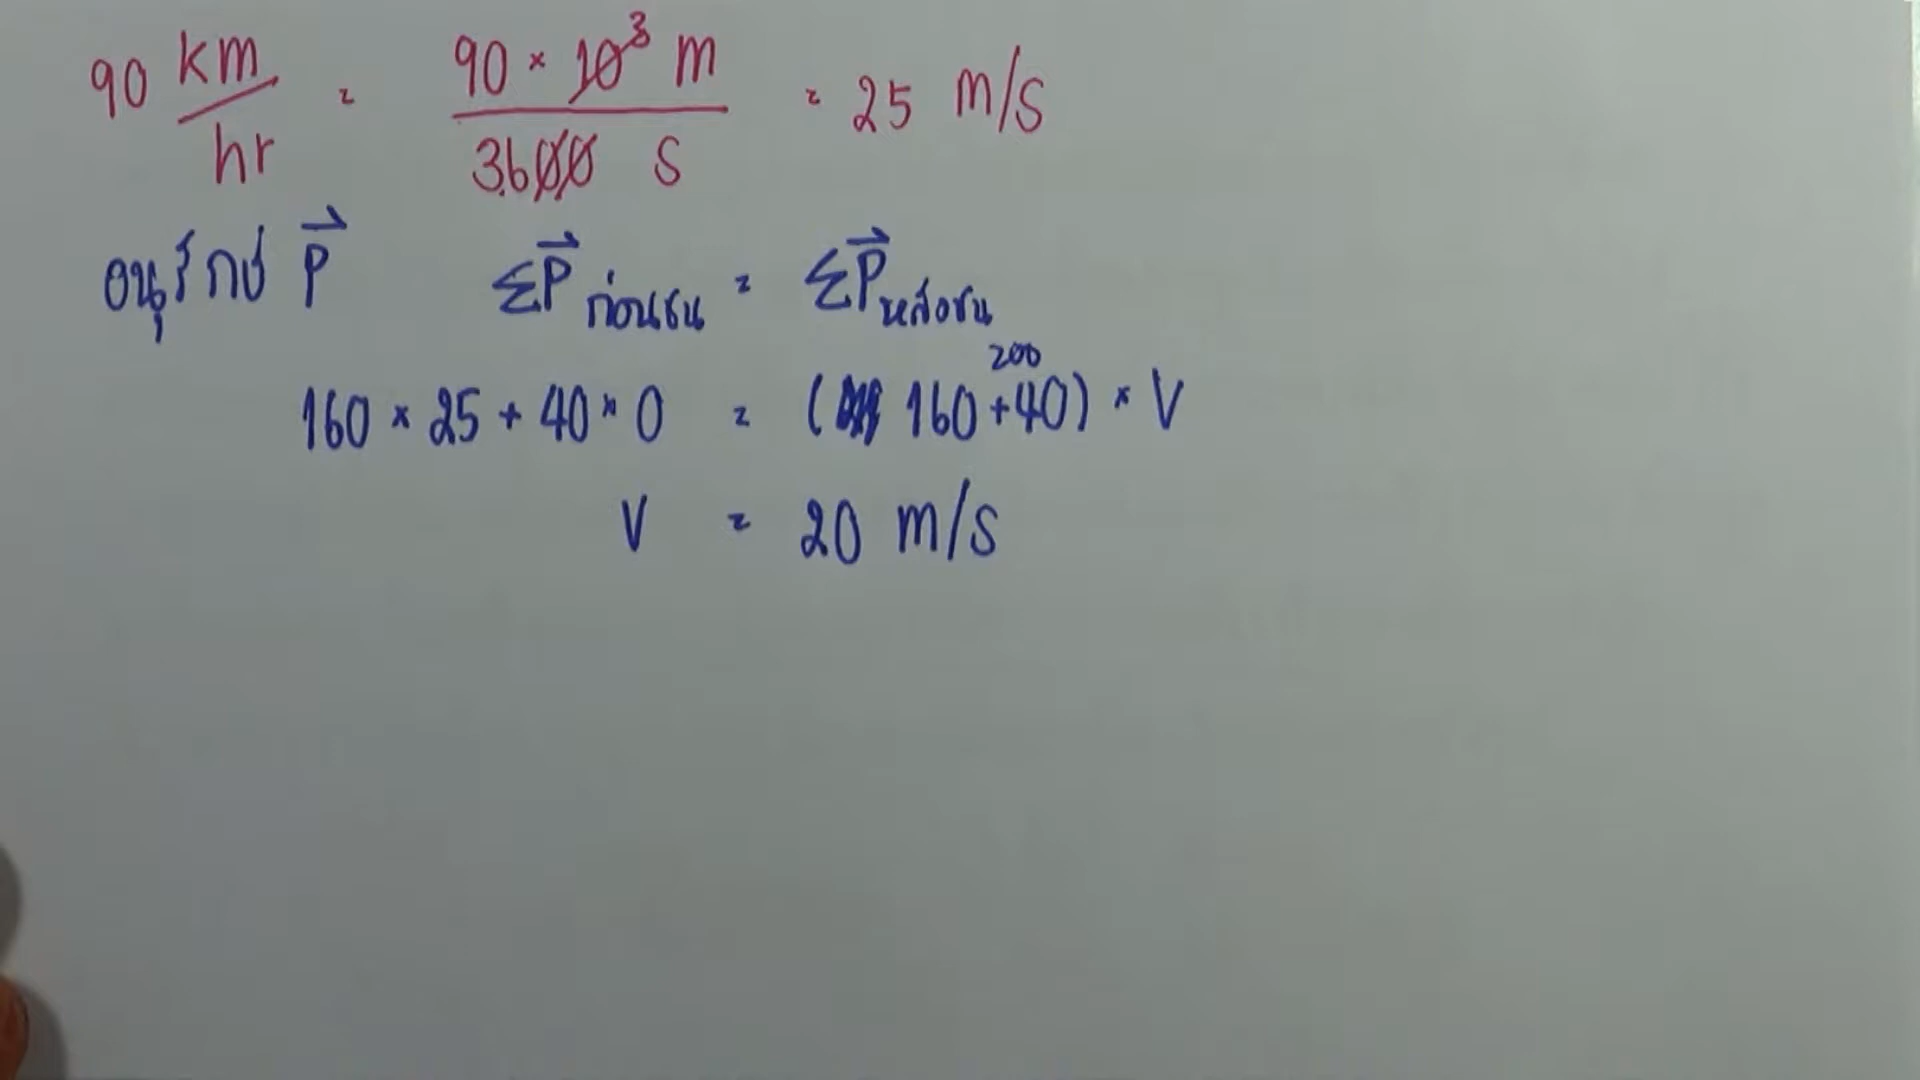 90 km/hr = 90 × 10³ m / 3600 s = 25 m/s
อนุรักษ์ P⃗ ΣP⃗ ก่อนชน = ΣP⃗ หลังชน
200
160 × 25 + 40 × 0 = (160 + 40) × V
V = 20 m/s